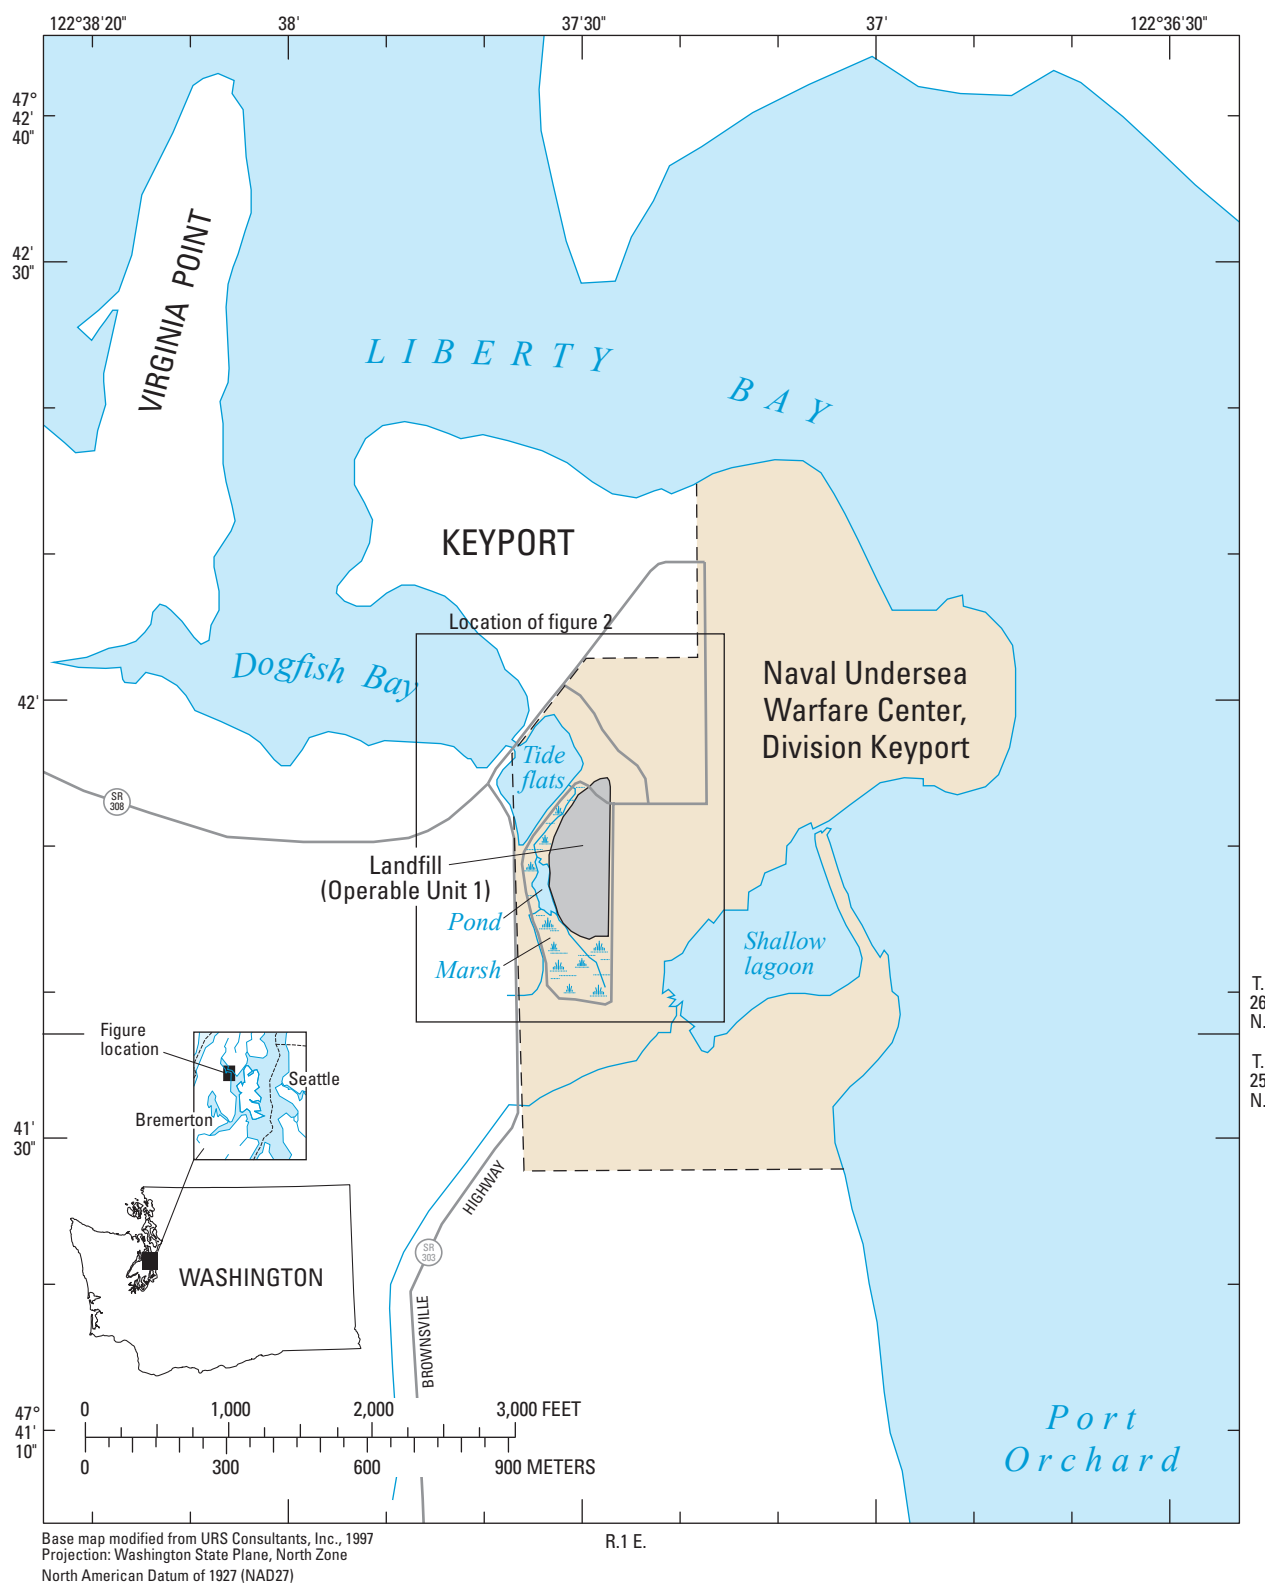 122°38'20"
38'
37'30"
37'
122°36'30"
47°
42'
40"
42'
30"
VIRGINIA POINT
LIBERTY
BAY
KEYPORT
Location of figure 2
Dogfish Bay
Naval Undersea
Warfare Center,
Division Keyport
42'
Tide
flats
SR
308
Landfill
(Operable Unit 1)
Pond
Marsh
Shallow
lagoon
T.
26
N.
T.
25
N.
Figure
location
Seattle
Bremerton
41'
30"
HIGHWAY
SR
303
BROWNSVILLE
WASHINGTON
0 1,000 2,000 3,000 FEET
0 300 600 900 METERS
47°
41'
10"
Port
Orchard
Base map modified from URS Consultants, Inc., 1997
Projection: Washington State Plane, North Zone
North American Datum of 1927 (NAD27)
R.1 E.